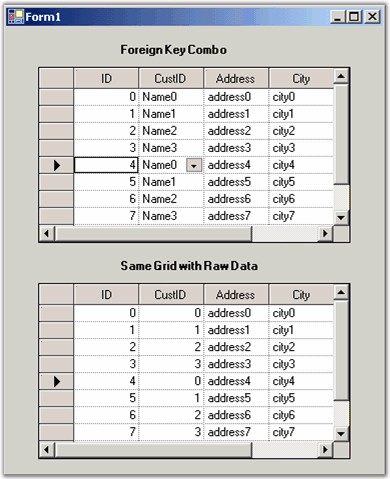 Form1
Foreign Key Combo
ID CustID Address City
0 Name0 address0 city0
1 Name1 address1 city1
2 Name2 address2 city2
3 Name3 address3 city3
4 Name0 address4 city4
5 Name1 address5 city5
6 Name2 address6 city6
7 Name3 address7 city7
Same Grid with Raw Data
ID CustID Address City
0 0 address0 city0
1 1 address1 city1
2 2 address2 city2
3 3 address3 city3
4 0 address4 city4
5 1 address5 city5
6 2 address6 city6
7 3 address7 city7